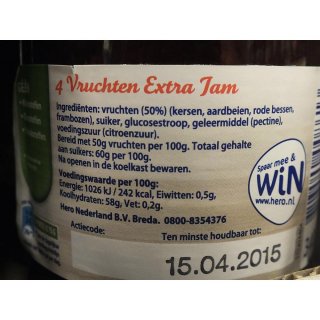 4 Vruchten Extra Jam
Ingrediënten: vruchten (50%) (kersen, aardbeien, rode bessen,
frambozen), suiker, glucosestroop, geleermiddel (pectine),
voedingszuur (citroenzuur).
Bereid met 50g vruchten per 100g. Totaal gehalte
aan suikers: 60g per 100g.
Na openen in de koelkast bewaren.
Voedingswaarde per 100g:
Energie: 1026 kJ / 242 kcal, Eiwitten: 0,5g,
Koolhydraten: 58g, Vet: 0,2g.
Hero Nederland B.V. Breda. 0800-8354376
Actiecode:
Ten minste houdbaar tot:
15.04.2015
Spaar mee &
WiN
www.hero.nl